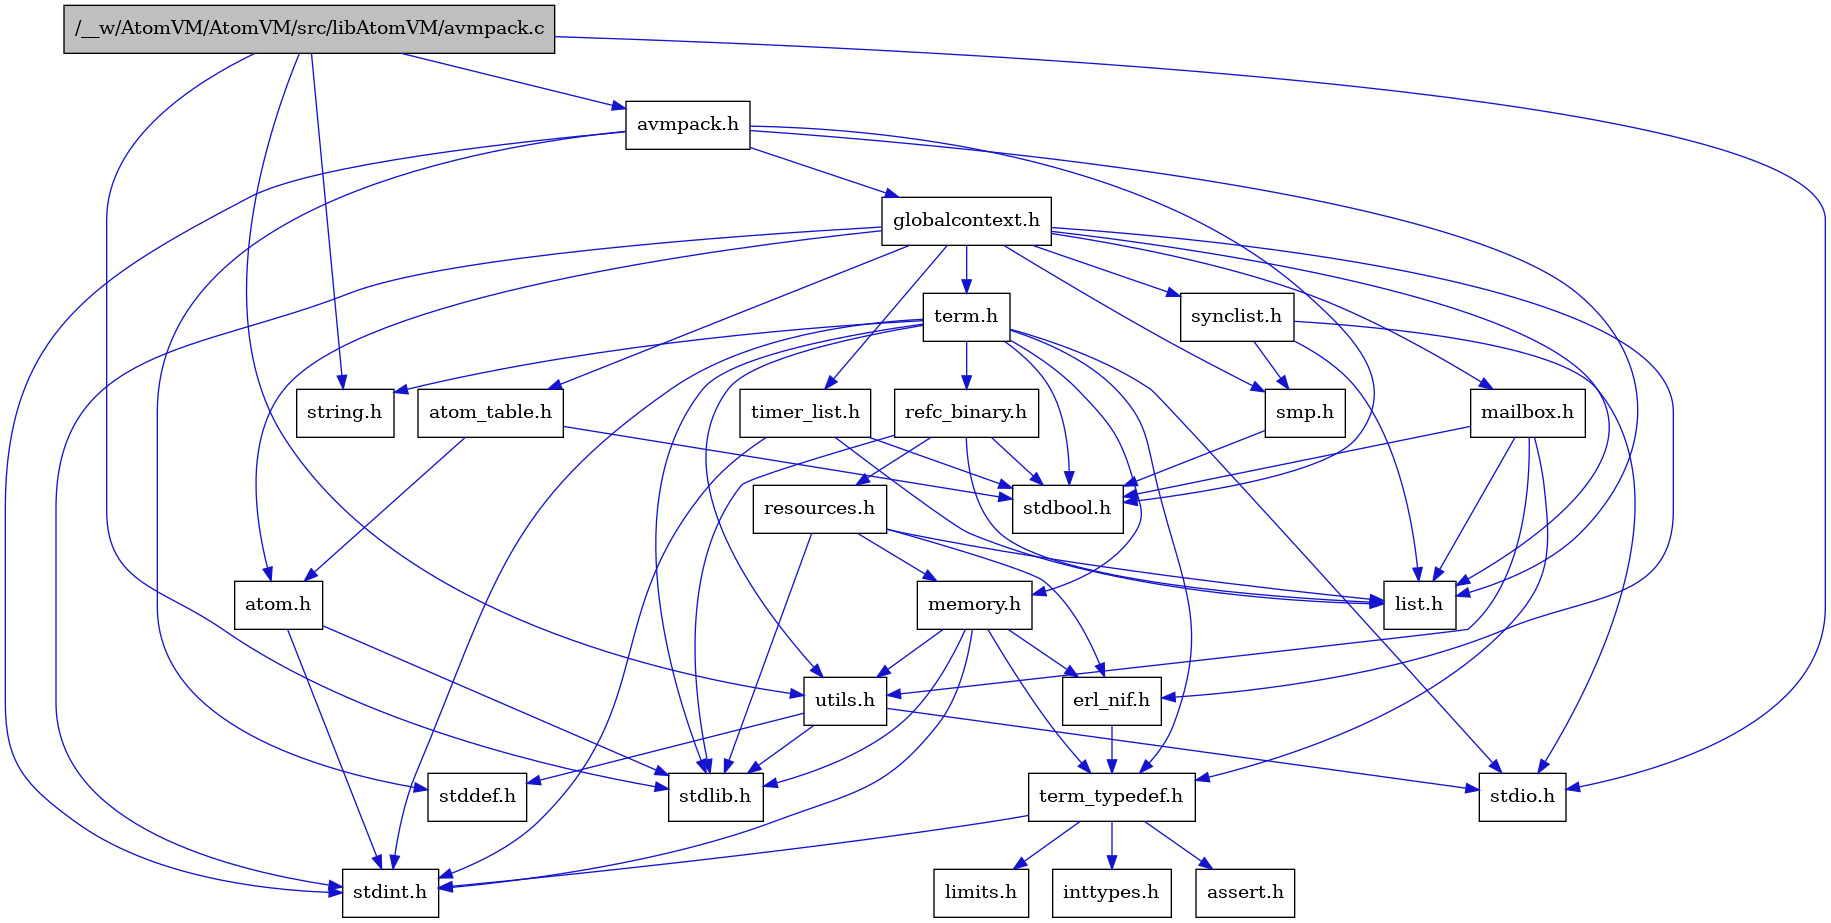 /__w/AtomVM/AtomVM/src/libAtomVM/avmpack.c
avmpack.h
globalcontext.h
term.h
synclist.h
string.h
atom_table.h
timer_list.h
refc_binary.h
smp.h
mailbox.h
resources.h
stdbool.h
atom.h
memory.h
list.h
utils.h
erl_nif.h
stddef.h
stdlib.h
term_typedef.h
stdio.h
stdint.h
limits.h
inttypes.h
assert.h